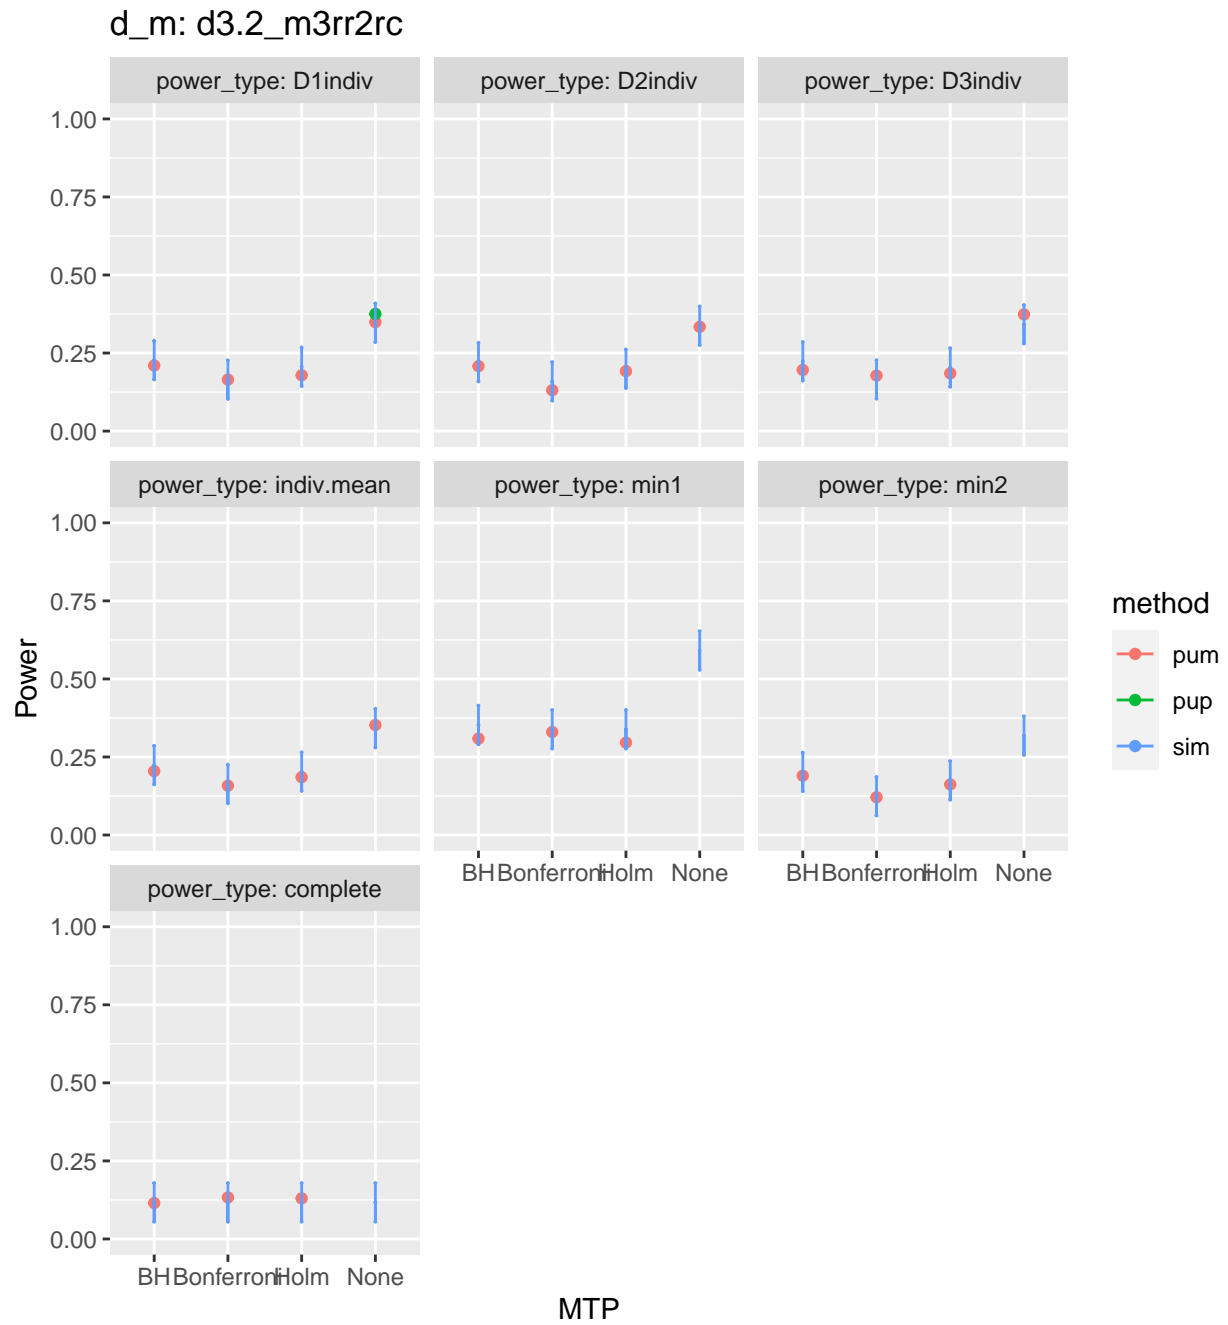 d_m: d3.2_m3rr2rc
power_type: D1indiv
power_type: D2indiv
power_type: D3indiv
1.00
0.75
0.50
0.25
0.00
power_type: indiv.mean
power_type: min1
power_type: min2
1.00
0.75
0.50
0.25
0.00
BH Bonferroni Holm None
BH Bonferroni Holm None
power_type: complete
1.00
0.75
0.50
0.25
0.00
BH Bonferroni Holm None
MTP
Power
method
pum
pup
sim